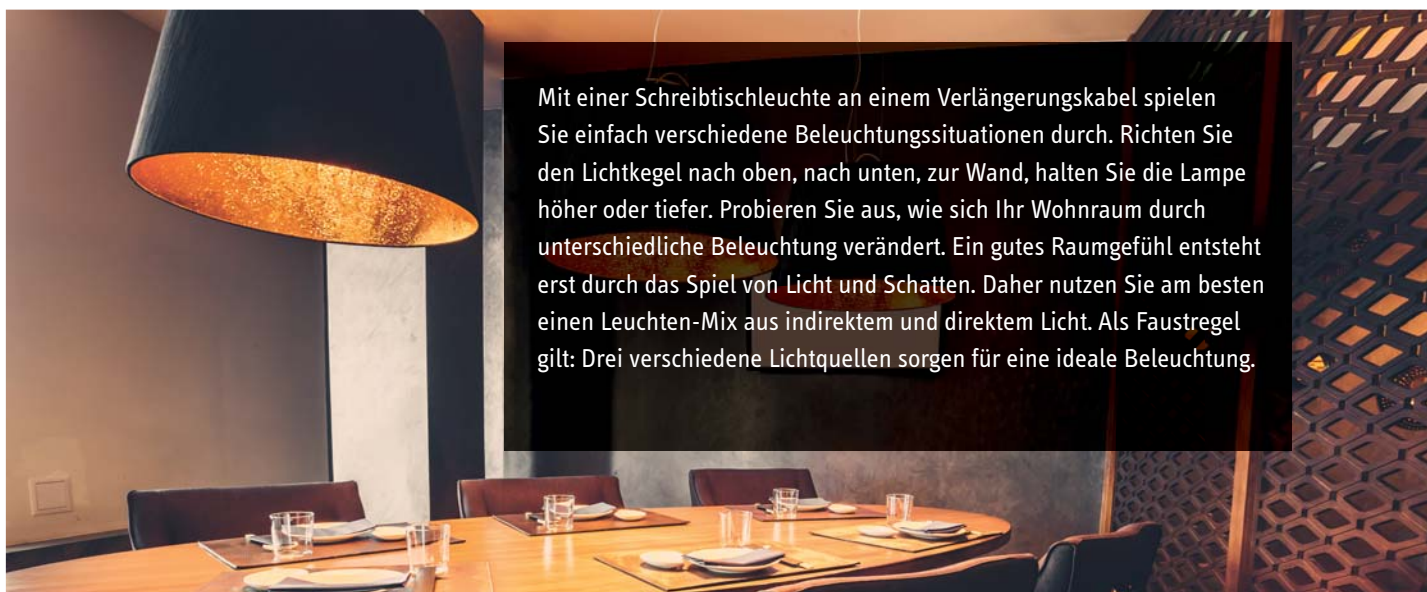 Mit einer Schreibtischleuchte an einem Verlängerungskabel spielen
Sie einfach verschiedene Beleuchtungssituationen durch. Richten Sie
den Lichtkegel nach oben, nach unten, zur Wand, halten Sie die Lampe
höher oder tiefer. Probieren Sie aus, wie sich Ihr Wohnraum durch
unterschiedliche Beleuchtung verändert. Ein gutes Raumgefühl entsteht
erst durch das Spiel von Licht und Schatten. Daher nutzen Sie am besten
einen Leuchten-Mix aus indirektem und direktem Licht. Als Faustregel
gilt: Drei verschiedene Lichtquellen sorgen für eine ideale Beleuchtung.